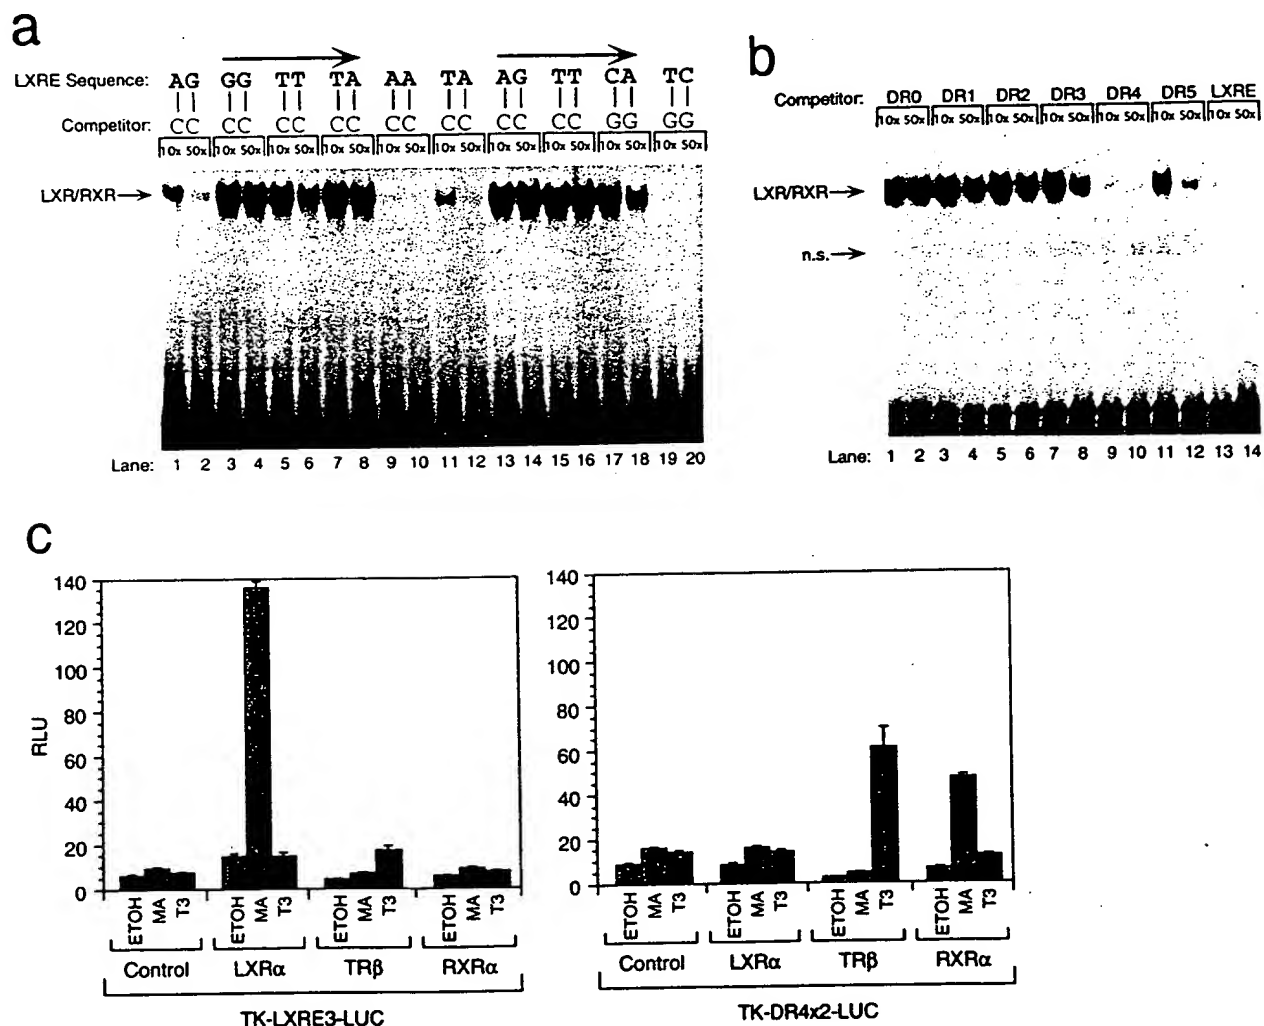 a
LXRE Sequence: AG GG TT TA AA TA AG TT CA TC
Competitor: CC CC CC CC CC CC CC CC GG GG
10x 50x 10x 50x 10x 50x 10x 50x 10x 50x 10x 50x 10x 50x 10x 50x 10x 50x 10x 50x
LXR/RXR
Lane: 1 2 3 4 5 6 7 8 9 10 11 12 13 14 15 16 17 18 19 20
b
Competitor: DR0 DR1 DR2 DR3 DR4 DR5 LXRE
10x 50x 10x 50x 10x 50x 10x 50x 10x 50x 10x 50x 10x 50x
LXR/RXR
n.s.
Lane: 1 2 3 4 5 6 7 8 9 10 11 12 13 14
c
RLU
140
120
100
80
60
40
20
0
ETOH MA T3 ETOH MA T3 ETOH MA T3 ETOH MA T3
Control LXRα TRβ RXRα
TK-LXRE3-LUC
140
120
100
80
60
40
20
0
ETOH MA T3 ETOH MA T3 ETOH MA T3 ETOH MA T3
Control LXRα TRβ RXRα
TK-DR4x2-LUC